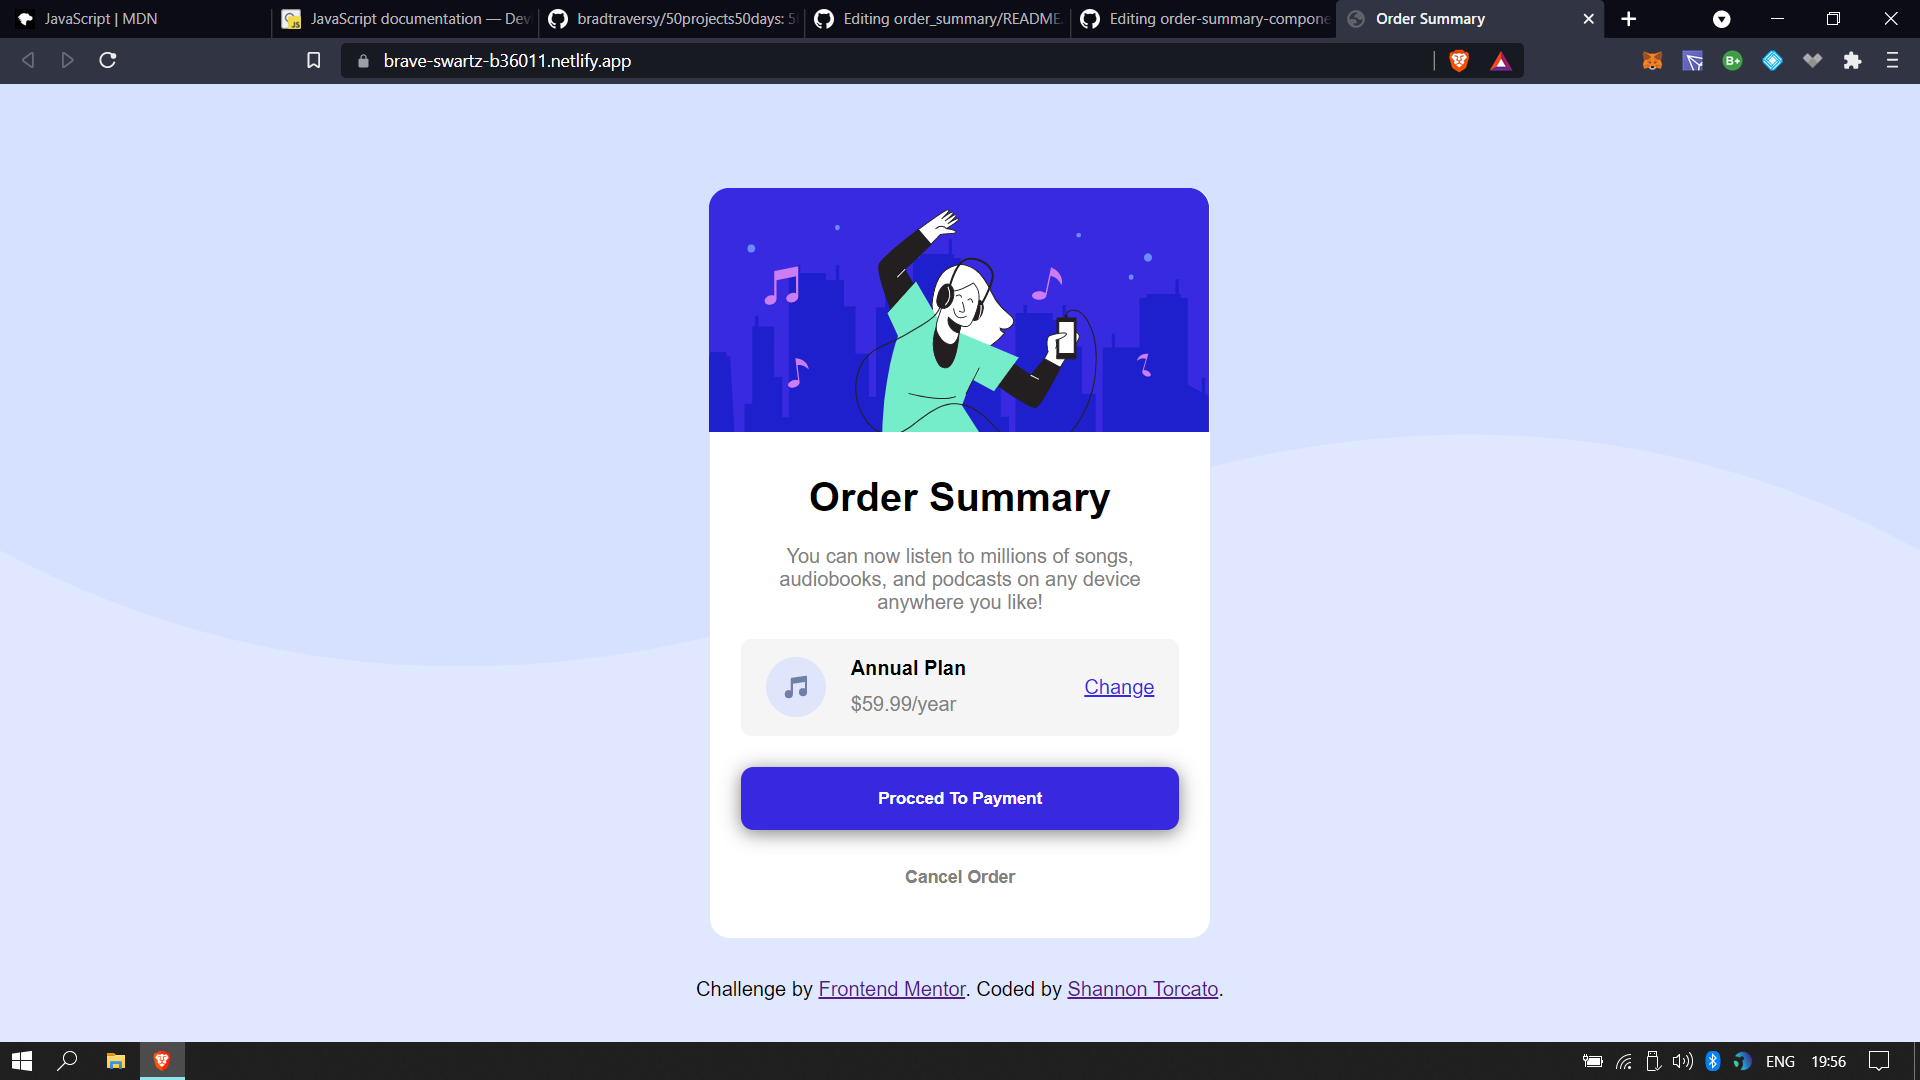 JavaScript | MDN
JavaScript documentation — Dev
bradtraversy/50projects50days: 5
Editing order_summary/README.
Editing order-summary-compone
Order Summary
brave-swartz-b36011.netlify.app
Order Summary
You can now listen to millions of songs,
audiobooks, and podcasts on any device
anywhere you like!
Annual Plan
$59.99/year
Change
Procced To Payment
Cancel Order
Challenge by Frontend Mentor. Coded by Shannon Torcato.
ENG
19:56